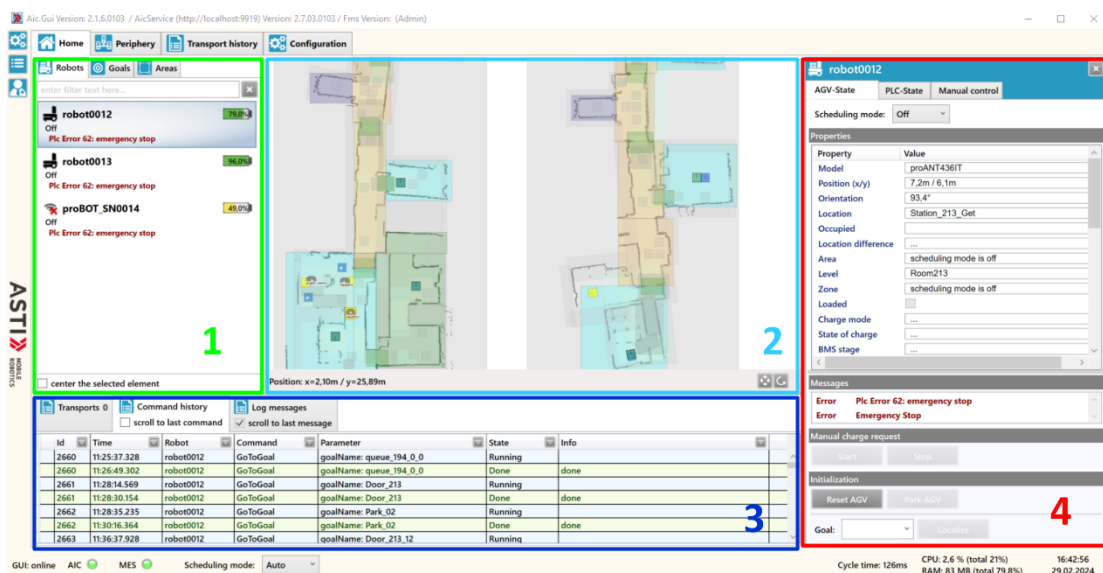 Aic.Gui Version: 2.1.6.0103 / AicService (http://localhost:9919) Version: 2.7.03.0103 / Fms Version: (Admin)
Home Periphery Transport history Configuration
Robots Goals Areas
enter filter text here...
robot0012 79,0%
Off
Plc Error 62: emergency stop
robot0013 96,0%
Off
Plc Error 62: emergency stop
proBOT_SN0014 49,0%
Off
Plc Error 62: emergency stop
1
center the selected element
ASTI
MOBILE
ROBOTICS
2
Position: x=2,10m / y=25,89m
robot0012
AGV-State PLC-State Manual control
Scheduling mode: Off
Properties
Property Value
Model proANT436IT
Position (x/y) 7,2m / 6,1m
Orientation 93,4°
Location Station_213_Get
Occupied
Location difference ...
Area scheduling mode is off
Level Room213
Zone scheduling mode is off
Loaded
Charge mode ...
State of charge ...
BMS stage ...
Messages
Error Plc Error 62: emergency stop
Error Emergency Stop
Manual charge request
Start Stop
Initialization
Reset AGV Park AGV
Goal: Localize
4
Transports 0 Command history Log messages
scroll to last command scroll to last message
Id Time Robot Command Parameter State Info
2660 11:25:37.328 robot0012 GoToGoal goalName: queue_194_0_0 Running
2660 11:26:49.302 robot0012 GoToGoal goalName: queue_194_0_0 Done done
2661 11:28:14.569 robot0012 GoToGoal goalName: Door_213 Running
2661 11:28:30.154 robot0012 GoToGoal goalName: Door_213 Done done
2662 11:28:35.235 robot0012 GoToGoal goalName: Park_02 Running
2662 11:30:16.364 robot0012 GoToGoal goalName: Park_02 Done done
2663 11:36:37.928 robot0012 GoToGoal goalName: Door_213_12 Running
3
GUI: online AIC MES Scheduling mode: Auto
Cycle time: 126ms CPU: 2,6 % (total 21%) 16:42:56
RAM: 83 MB (total 79,8%) 29.02.2024